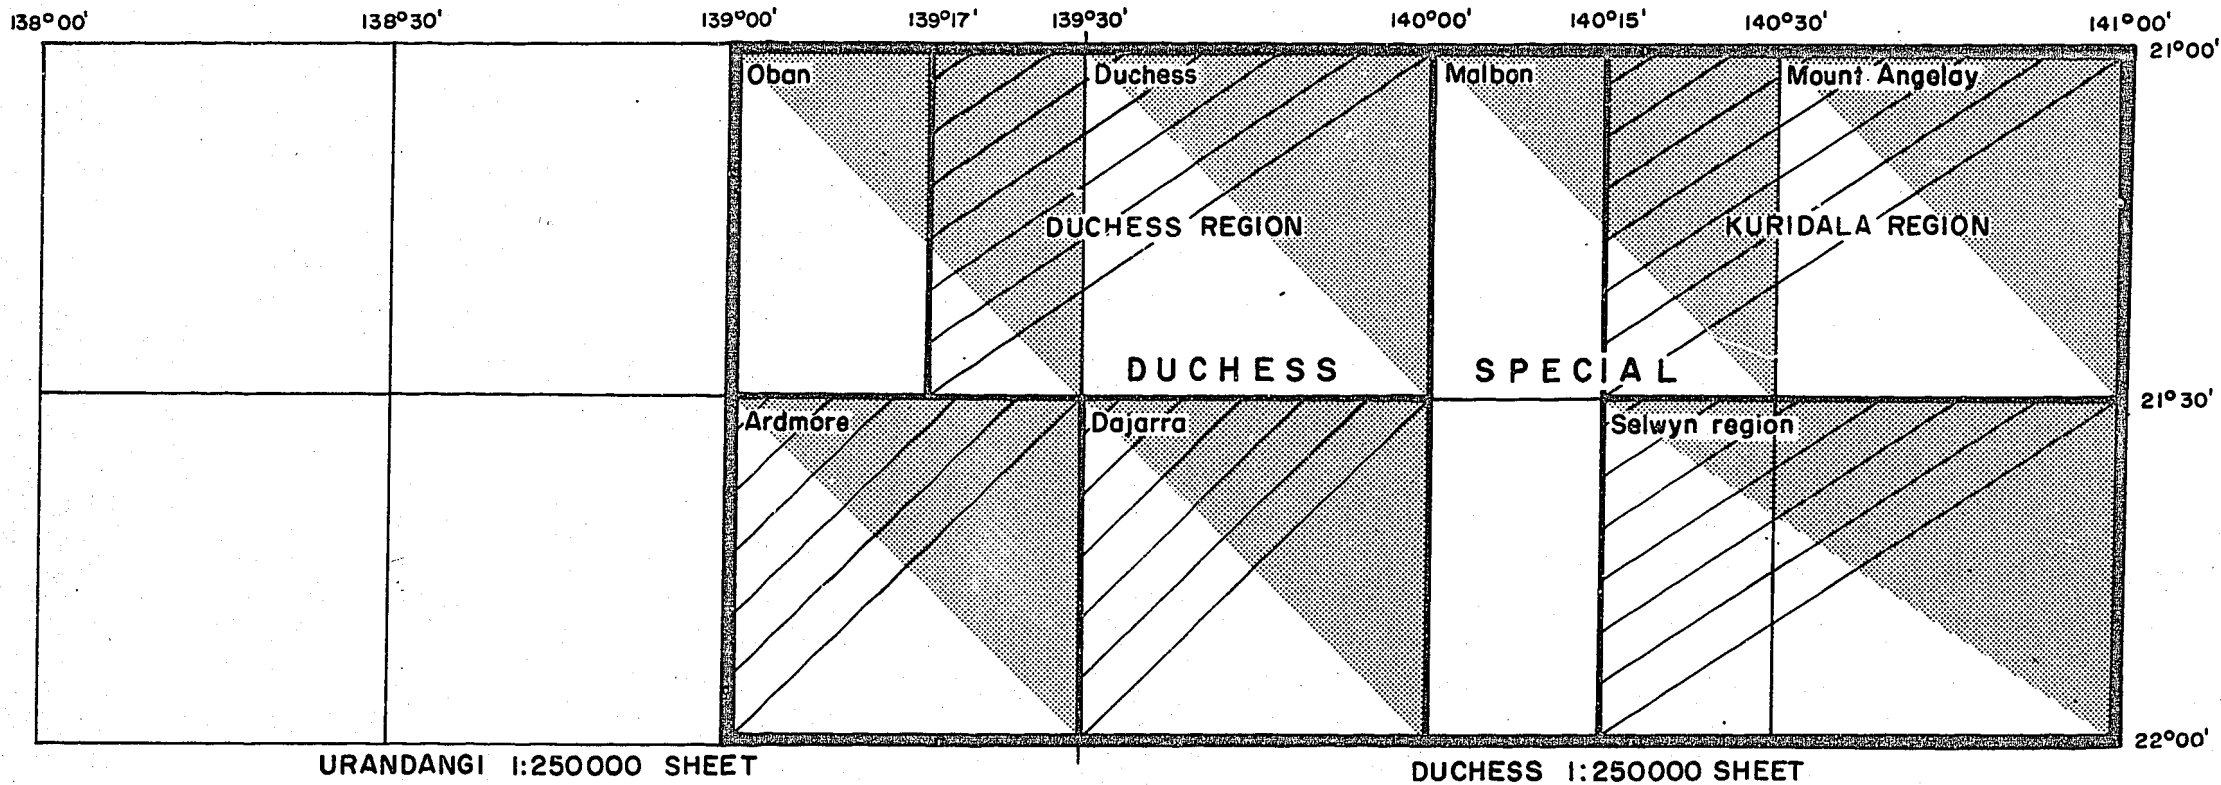 138°00' 138°30' 139°00' 139°17' 139°30' 140°00' 140°15' 140°30' 141°00'
21°00'
Oban Duchess Malbon Mount Angelay
DUCHESS REGION KURIDALA REGION
DUCHESS SPECIAL
21°30'
Ardmore Dajarra Selwyn region
22°00'
URANDANGI 1:250000 SHEET DUCHESS 1:250000 SHEET